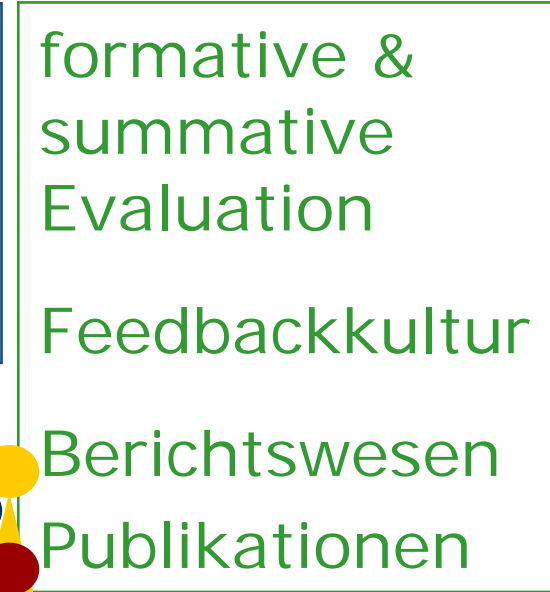 formative &
summative
Evaluation
Feedbackkultur
Berichtswesen
Publikationen